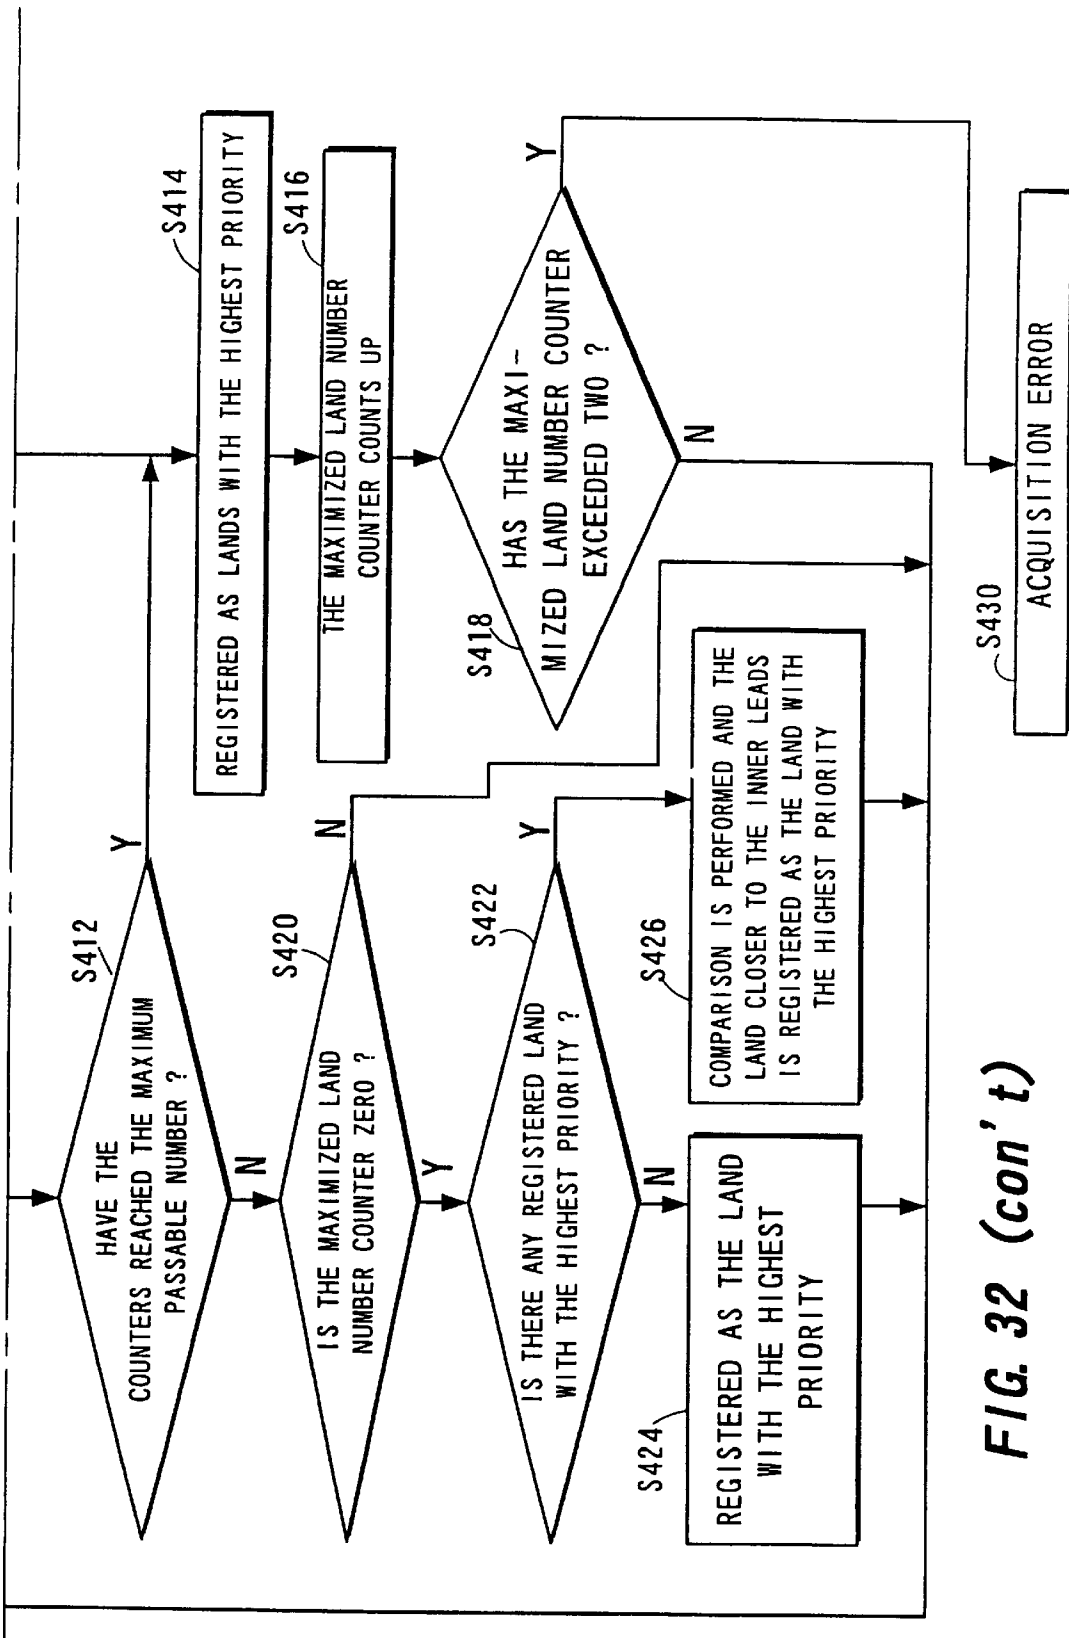 S412
HAVE THE
COUNTERS REACHED THE MAXIMUM
PASSABLE NUMBER ?
Y
N
S414
REGISTERED AS LANDS WITH THE HIGHEST PRIORITY
S416
THE MAXIMIZED LAND NUMBER
COUNTER COUNTS UP
S420
IS THE MAXIMIZED LAND
NUMBER COUNTER ZERO ?
N
Y
S418
HAS THE MAXI-
MIZED LAND NUMBER COUNTER
EXCEEDED TWO ?
Y
N
S422
IS THERE ANY REGISTERED LAND
WITH THE HIGHEST PRIORITY ?
Y
N
S424
REGISTERED AS THE LAND
WITH THE HIGHEST
PRIORITY
S426
COMPARISON IS PERFORMED AND THE
LAND CLOSER TO THE INNER LEADS
IS REGISTERED AS THE LAND WITH
THE HIGHEST PRIORITY
S430
ACQUISITION ERROR
FIG. 32 (con't)